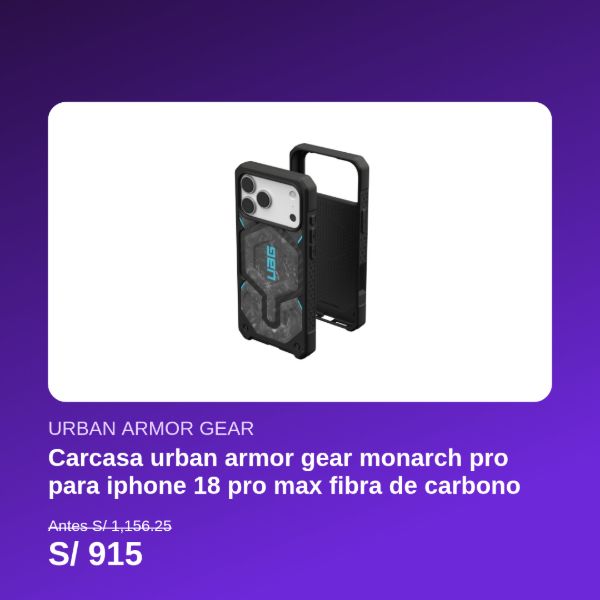 UAG
URBAN ARMOR GEAR
Carcasa urban armor gear monarch pro
para iphone 18 pro max fibra de carbono
Antes S/ 1,156.25
S/ 915